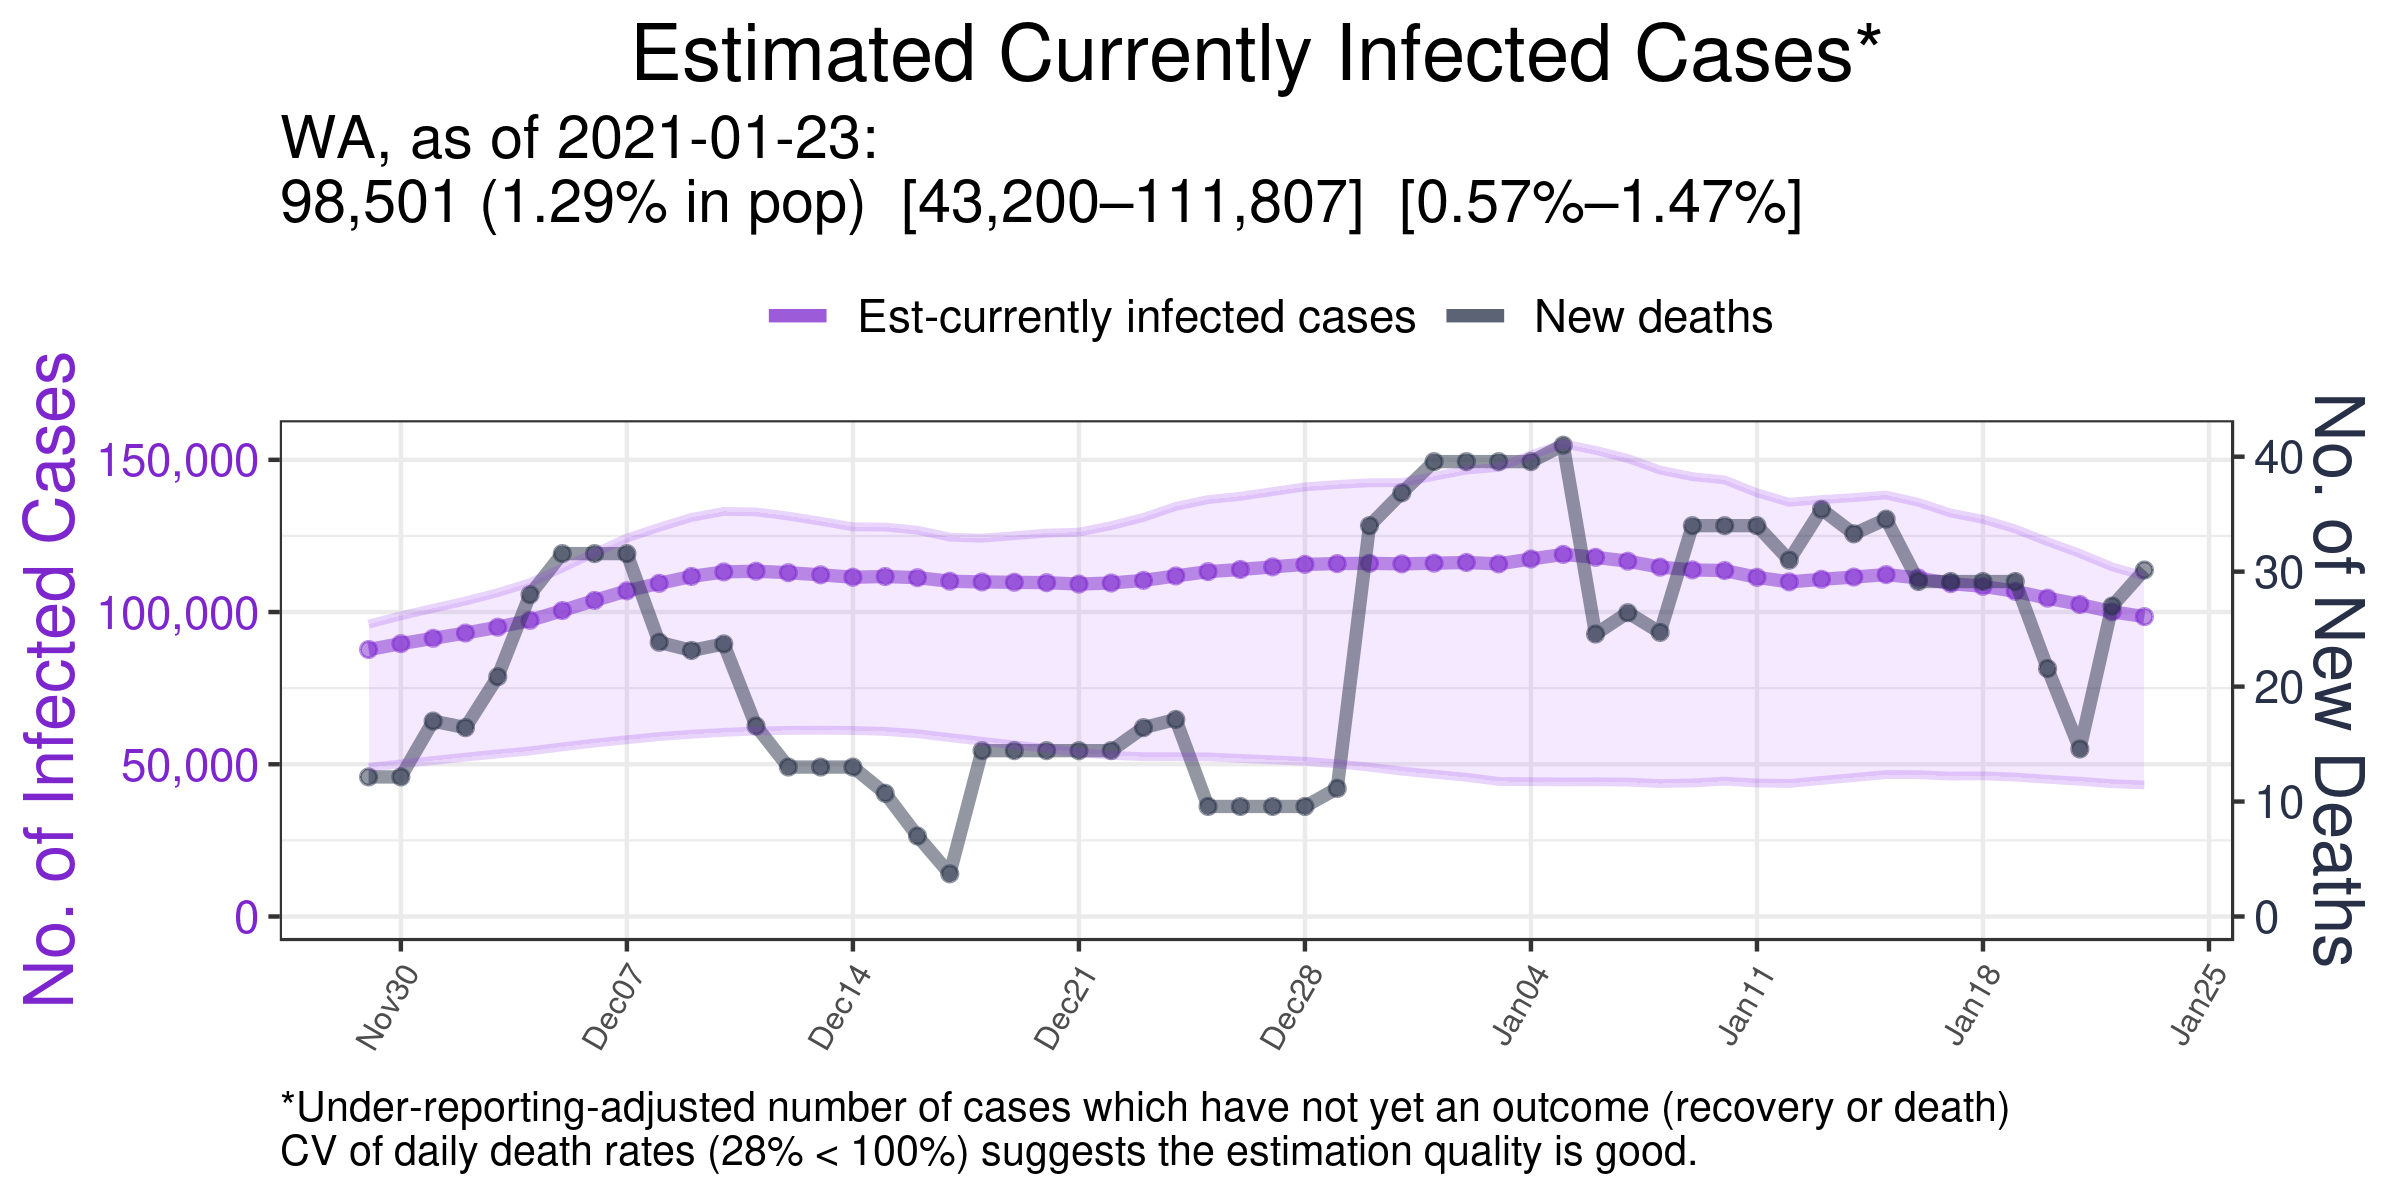 Estimated Currently Infected Cases*
WA, as of 2021-01-23:
98,501 (1.29% in pop)  [43,200–111,807]  [0.57%–1.47%]
Est-currently infected cases
New deaths
No. of Infected Cases
150,000
100,000
50,000
0
40
30
20
10
0
No. of New Deaths
Nov30
Dec07
Dec14
Dec21
Dec28
Jan04
Jan11
Jan18
Jan25
*Under-reporting-adjusted number of cases which have not yet an outcome (recovery or death)
CV of daily death rates (28% < 100%) suggests the estimation quality is good.